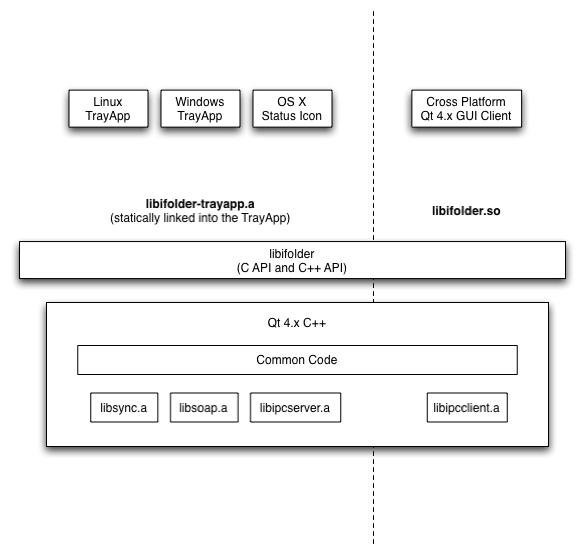 Linux
TrayApp
Windows
TrayApp
OS X
Status Icon
Cross Platform
Qt 4.x GUI Client
libifolder-trayapp.a
(statically linked into the TrayApp)
libifolder.so
libifolder
(C API and C++ API)
Qt 4.x C++
Common Code
libsync.a
libsoap.a
libipcserver.a
libipcclient.a